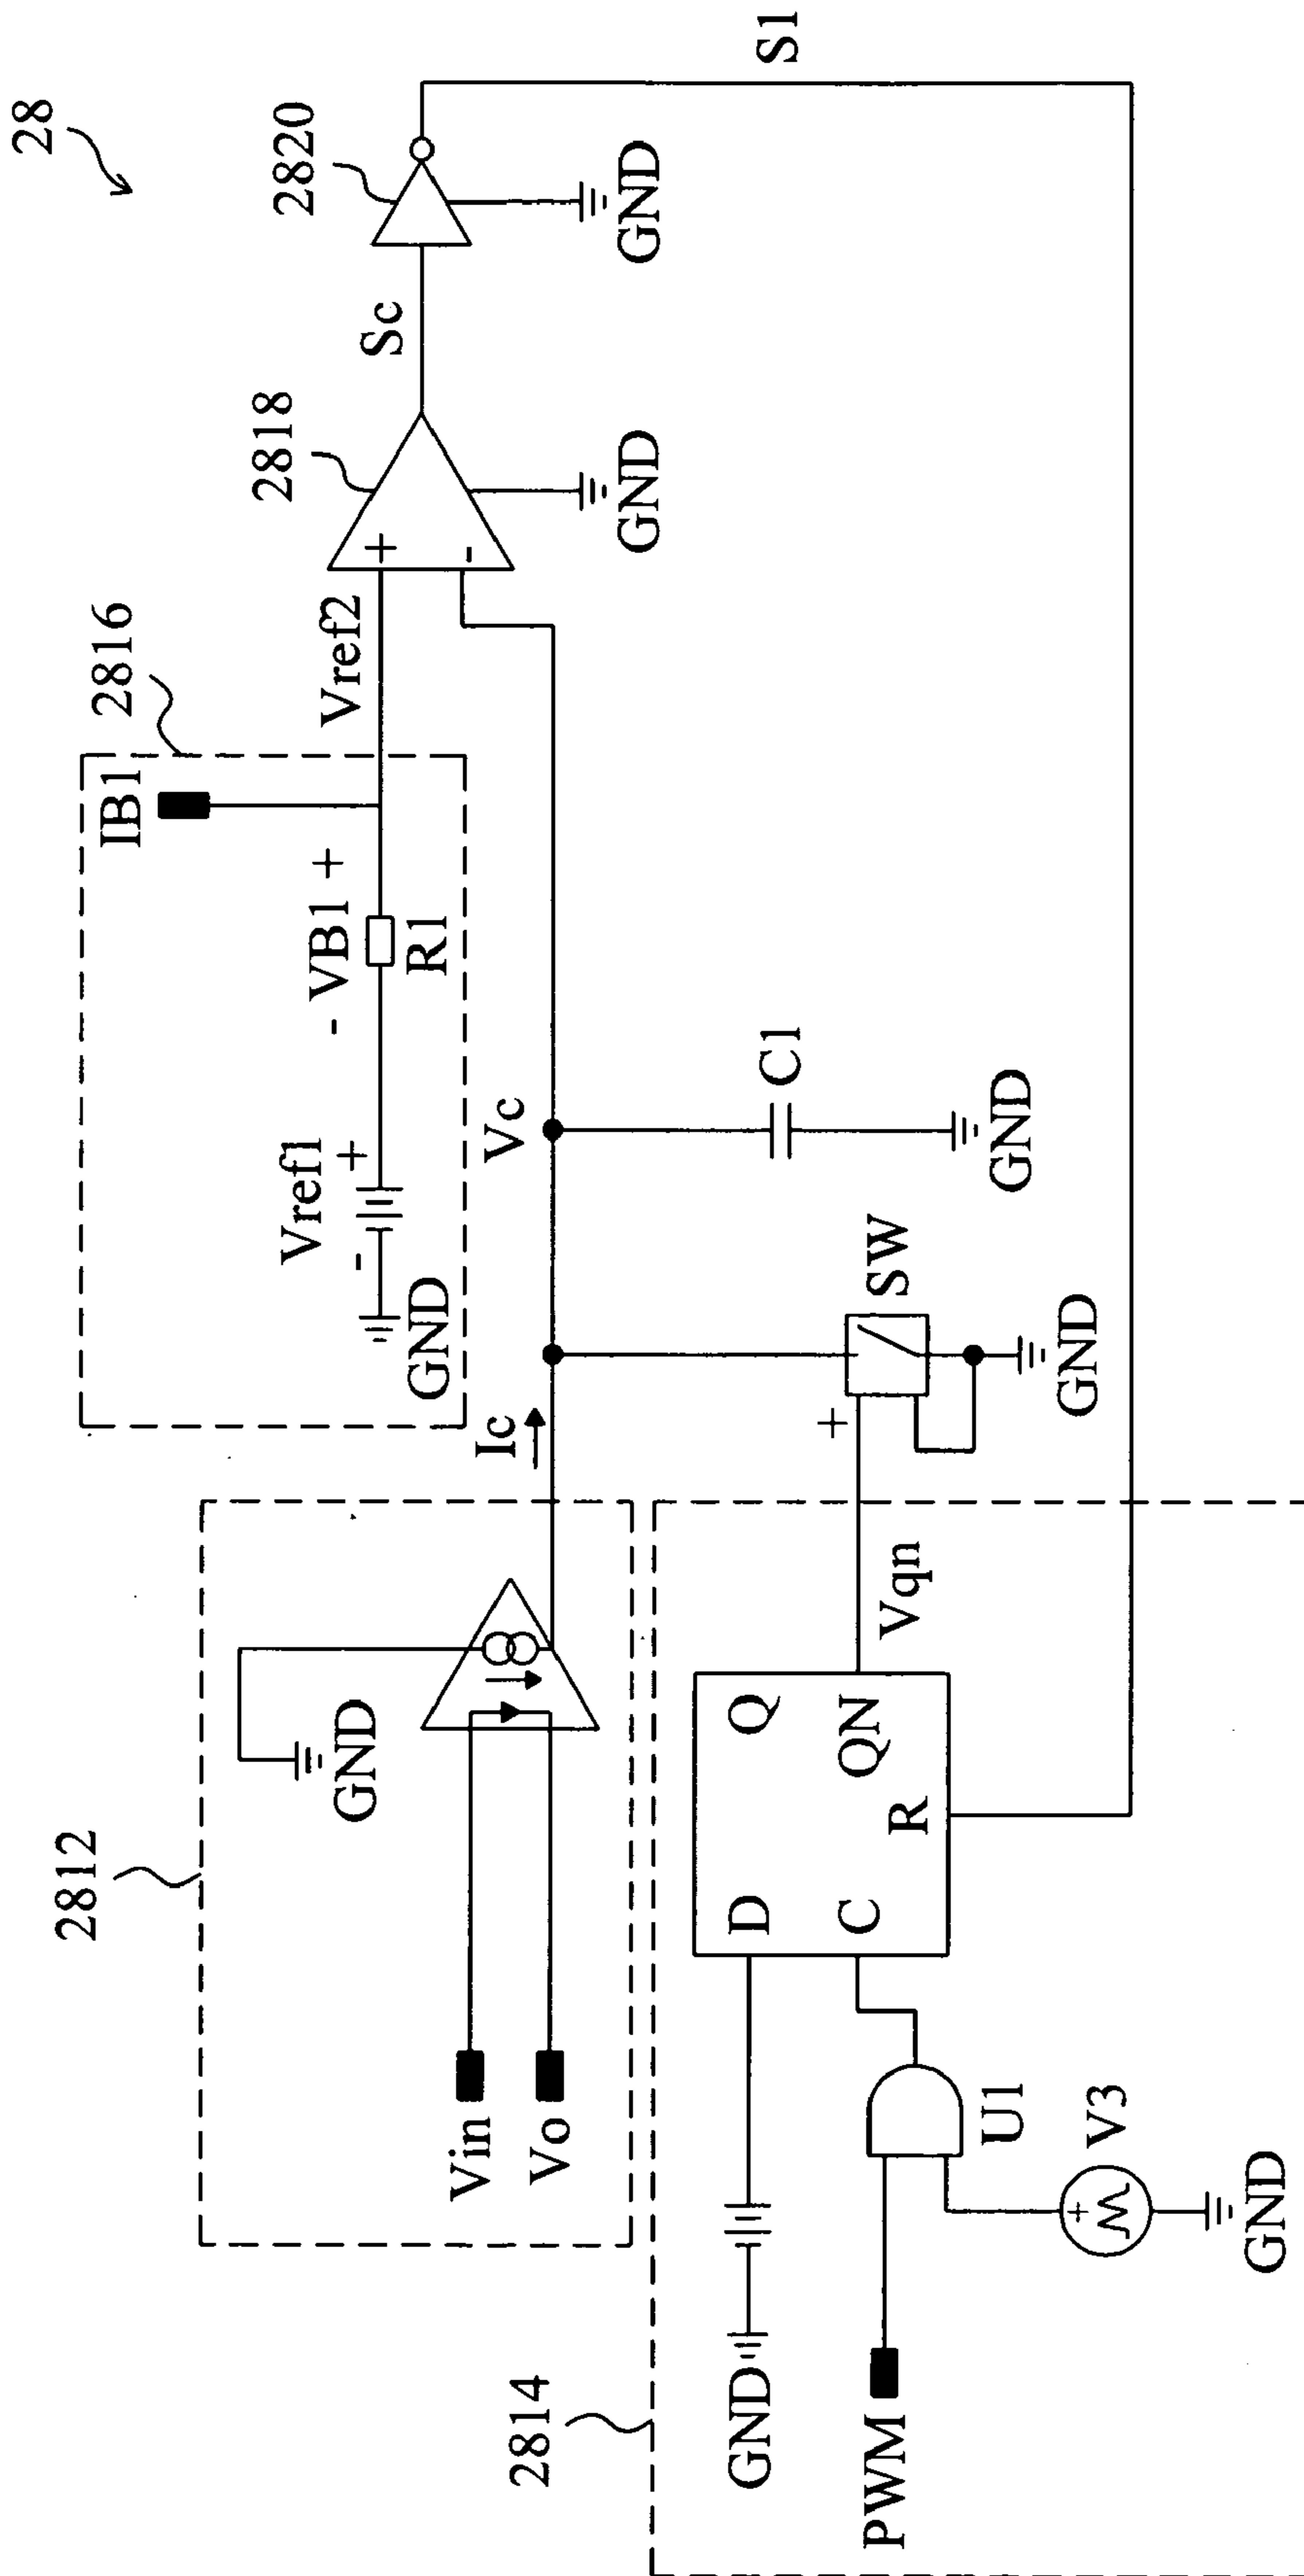 28
2812
Vin
Vo
GND
Ic
2816
Vref1
+
-
GND
- VB1 +
R1
IB1
Vref2
2818
+
-
GND
Sc
2820
GND
S1
Vc
C1
GND
SW
+
GND
2814
GND
D
Q
C
QN
R
Vqn
PWM
U1
V3
+
GND